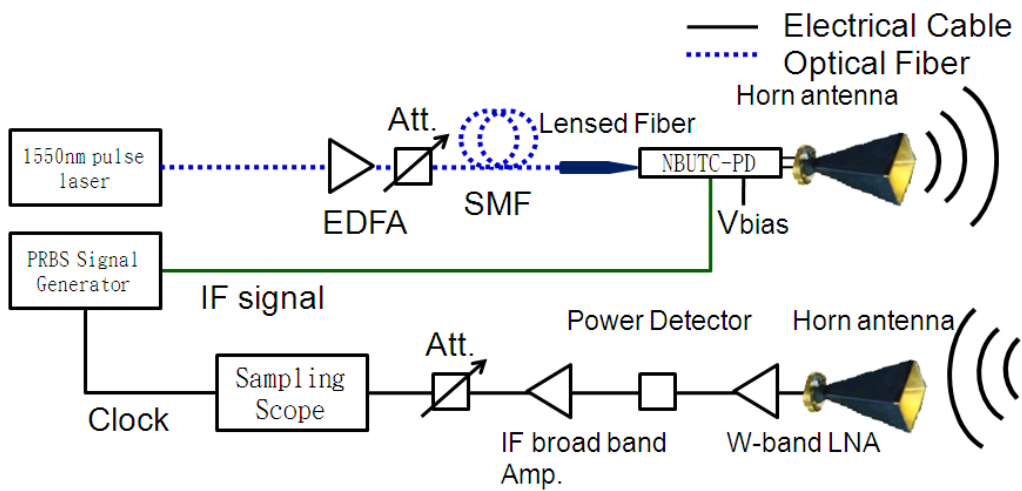 Electrical Cable
Optical Fiber
Horn antenna
Att.
Lensed Fiber
1550nm pulse
laser
NBUTC-PD
EDFA
SMF
Vbias
PRBS Signal
Generator
IF signal
Power Detector
Horn antenna
Att.
Sampling
Scope
Clock
IF broad band
Amp.
W-band LNA